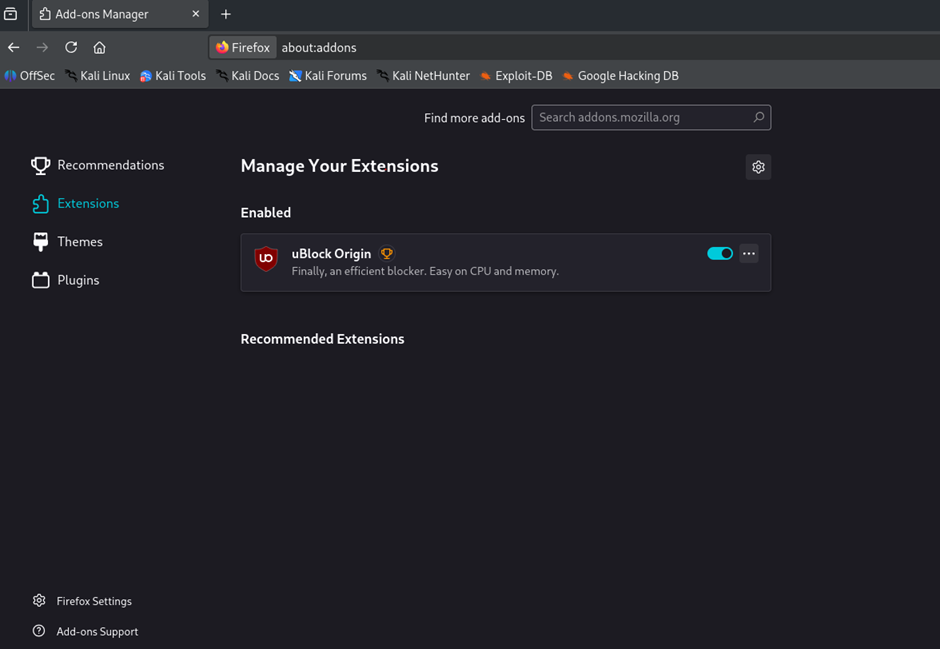 Add-ons Manager
Firefox about:addons
OffSec Kali Linux Kali Tools Kali Docs Kali Forums Kali NetHunter Exploit-DB Google Hacking DB
Find more add-ons Search addons.mozilla.org
Recommendations
Extensions
Themes
Plugins
Manage Your Extensions
Enabled
uBlock Origin
Finally, an efficient blocker. Easy on CPU and memory.
Recommended Extensions
Firefox Settings
Add-ons Support